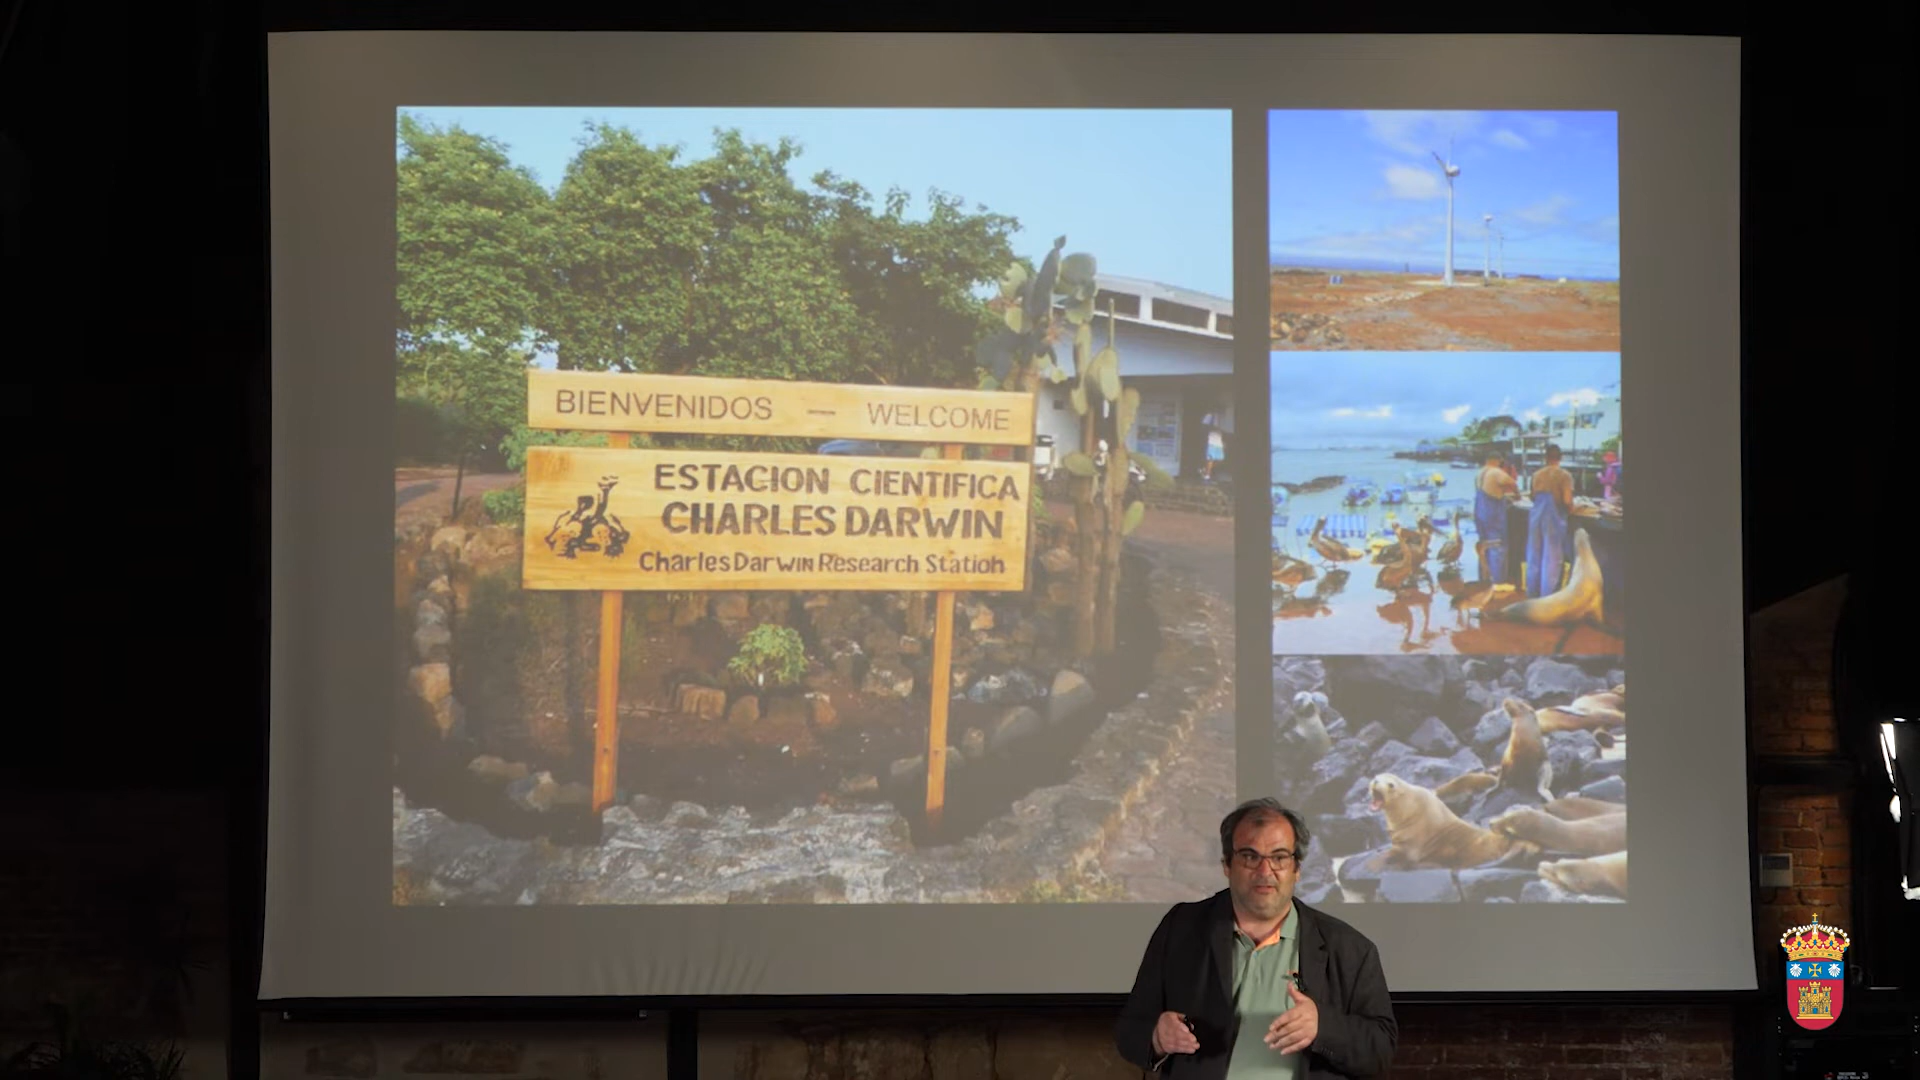 BIENVENIDOS — WELCOME
ESTACION CIENTIFICA
CHARLES DARWIN
Charles Darwin Research Station